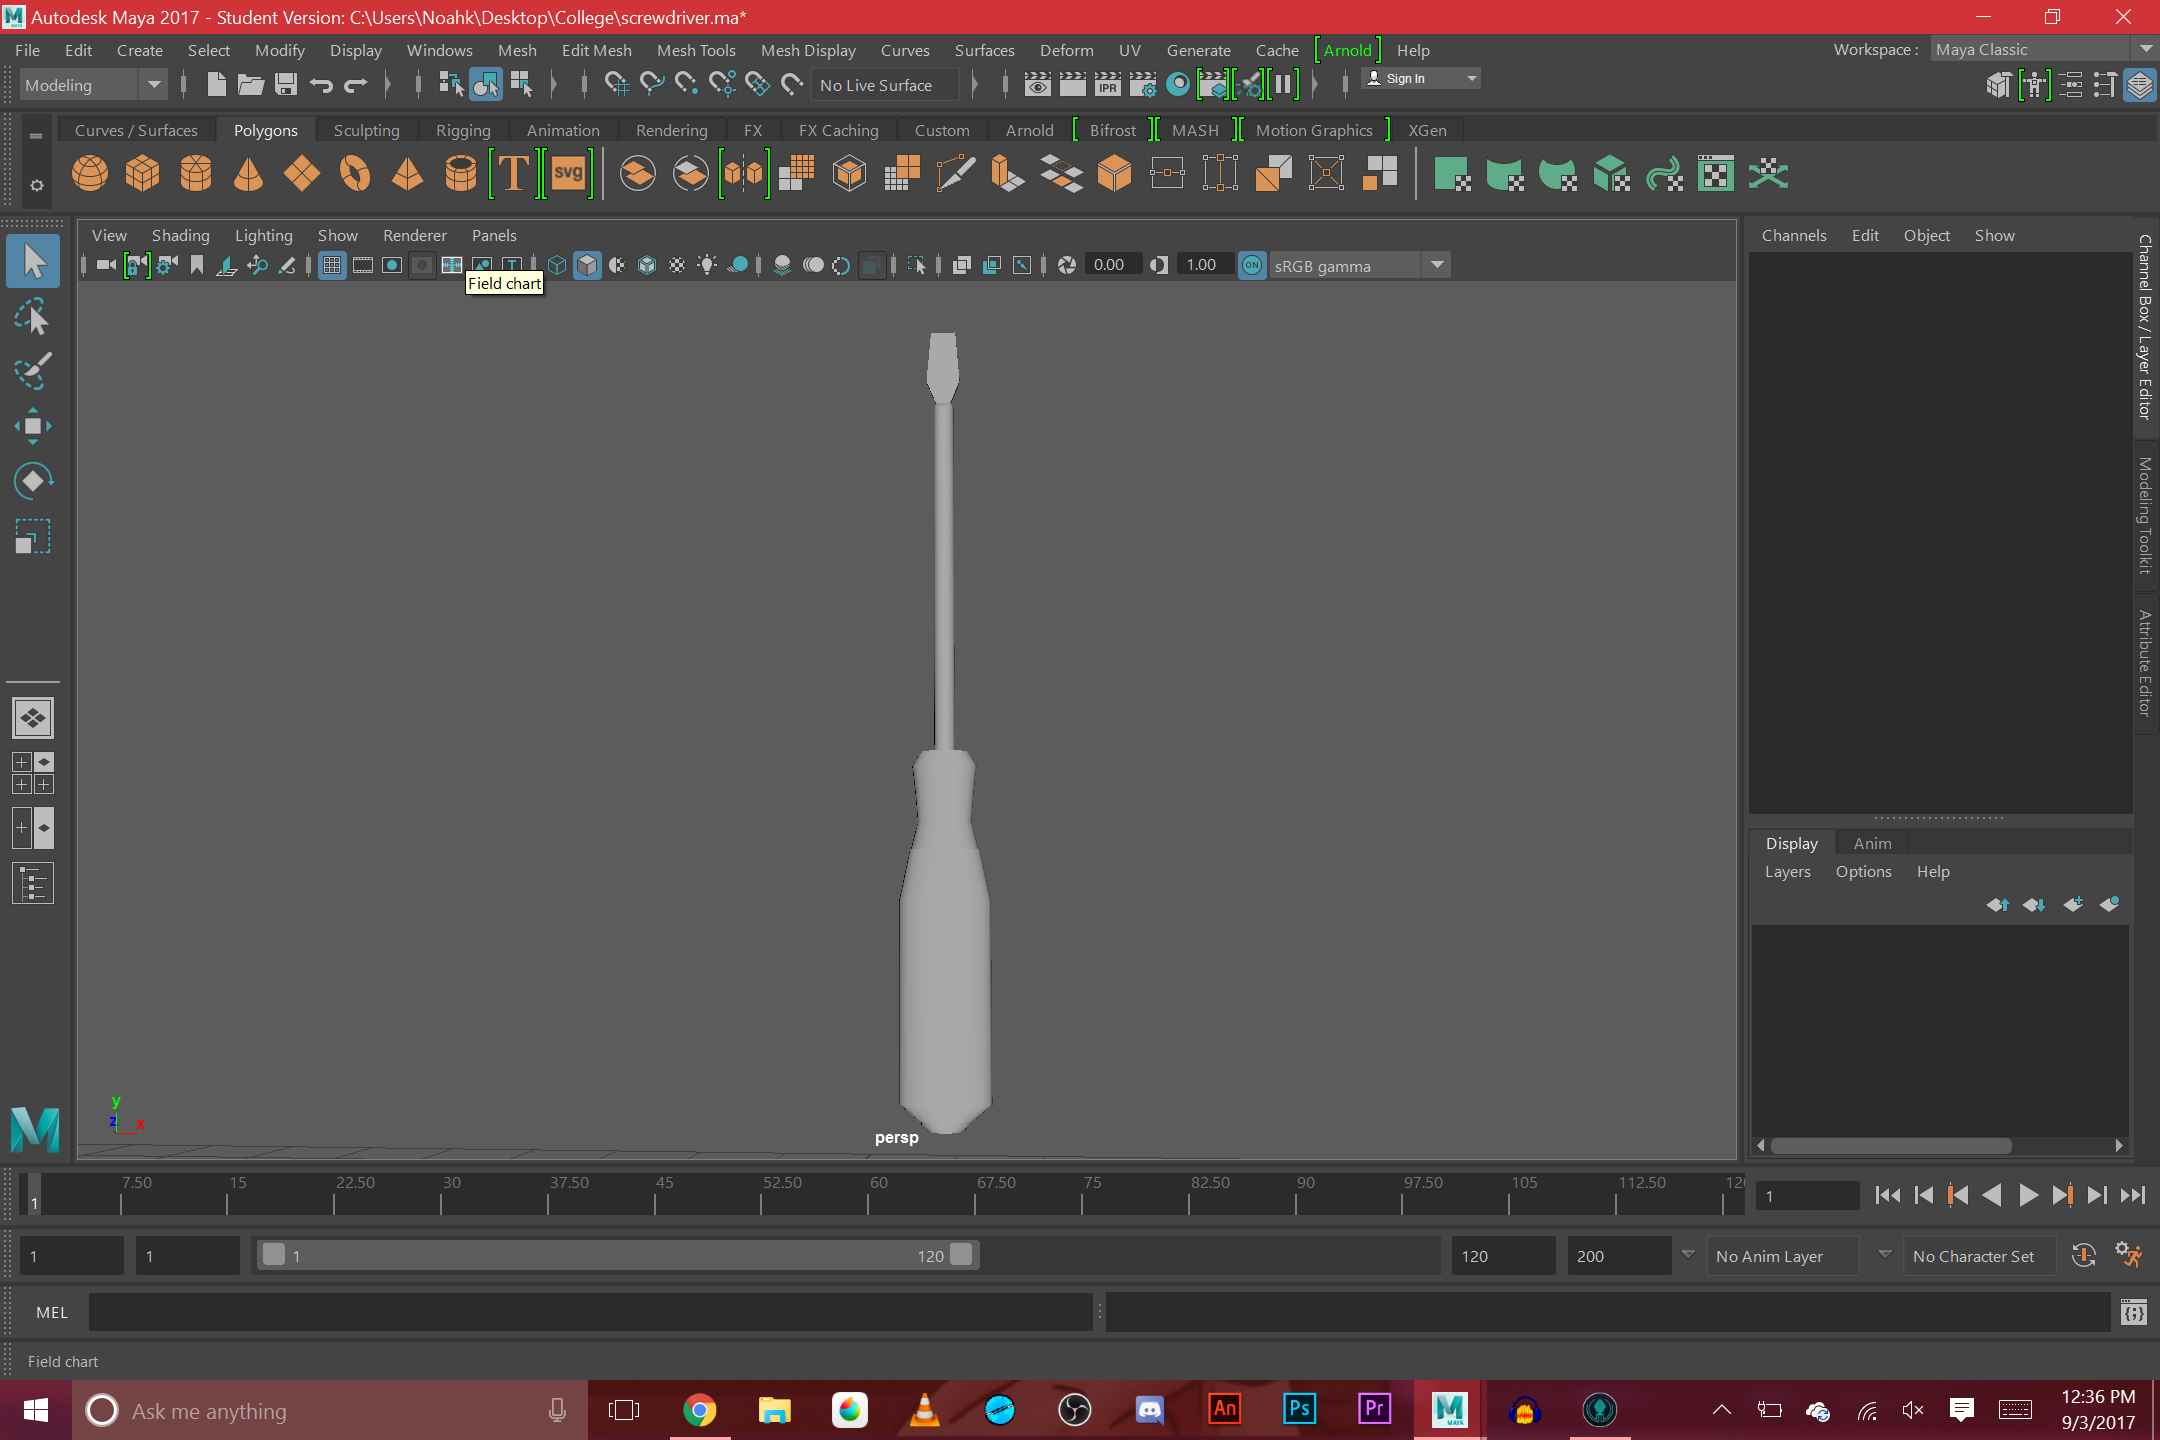 Autodesk Maya 2017 - Student Version: C:\Users\Noahk\Desktop\College\screwdriver.ma*
File Edit Create Select Modify Display Windows Mesh Edit Mesh Mesh Tools Mesh Display Curves Surfaces Deform UV Generate Cache Arnold Help Workspace : Maya Classic
Modeling No Live Surface IPR Sign In
Curves / Surfaces Polygons Sculpting Rigging Animation Rendering FX FX Caching Custom Arnold Bifrost MASH Motion Graphics XGen
T svg
View Shading Lighting Show Renderer Panels
0.00 1.00 ON sRGB gamma
Field chart
Channels Edit Object Show
Channel Box / Layer Editor
Modeling Toolkit
Attribute Editor
Display Anim
Layers Options Help
y
z x
persp
7.50 15 22.50 30 37.50 45 52.50 60 67.50 75 82.50 90 97.50 105 112.50 12
1 1
1 1 1 120 120 200 No Anim Layer No Character Set
MEL
Field chart
Ask me anything An Ps Pr M MAYA 12:36 PM
9/3/2017